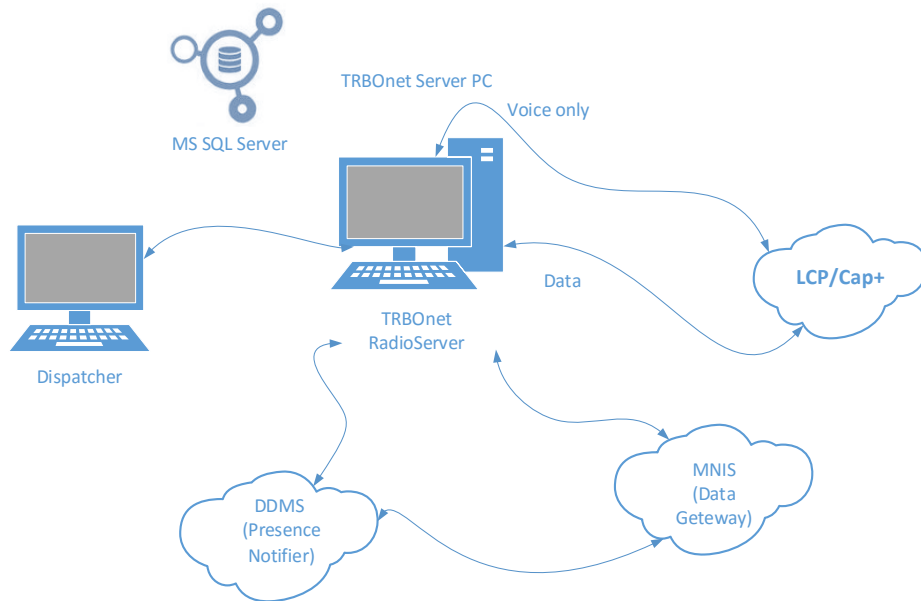 TRBOnet Server PC
Voice only
MS SQL Server
LCP/Cap+
Data
TRBOnet
RadioServer
Dispatcher
MNIS
(Data
Geteway)
DDMS
(Presence
Notifier)